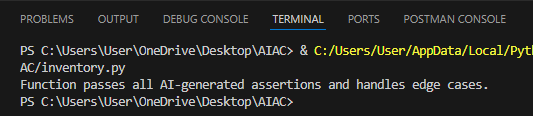 PROBLEMS OUTPUT DEBUG CONSOLE TERMINAL PORTS POSTMAN CONSOLE
PS C:\Users\User\OneDrive\Desktop\AIAC> & C:/Users/User/AppData/Local/Pyth
AC/inventory.py
Function passes all AI-generated assertions and handles edge cases.
PS C:\Users\User\OneDrive\Desktop\AIAC>